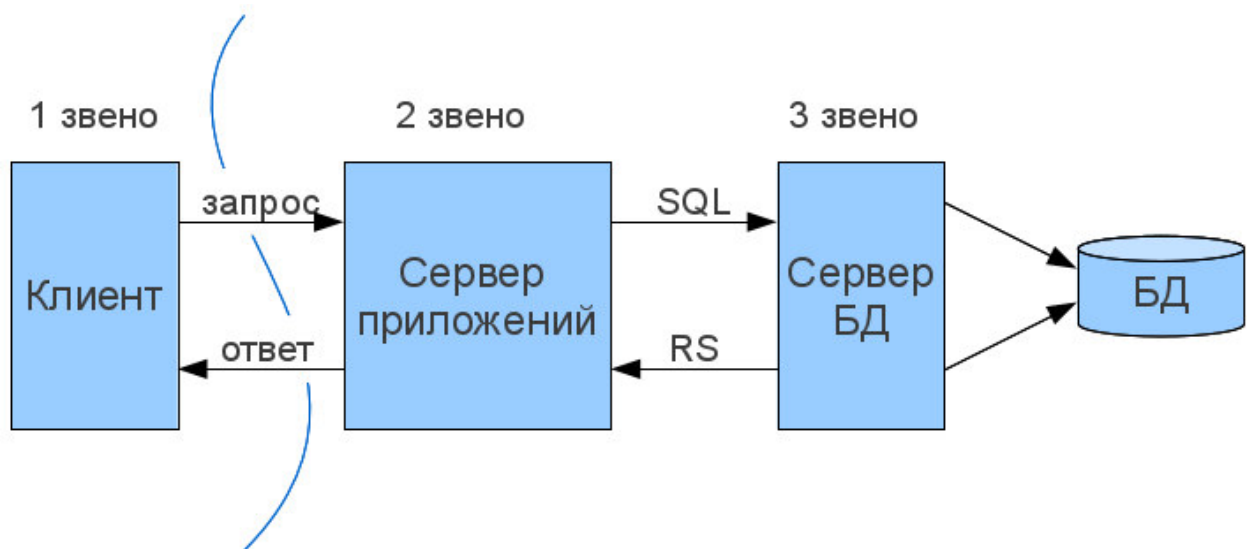 1 звено
2 звено
3 звено
Клиент
запрос
ответ
Сервер
приложений
SQL
RS
Сервер
БД
БД